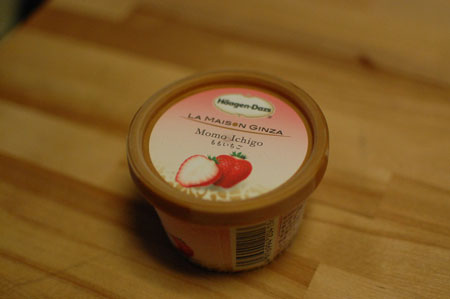 Häagen-Dazs
LA MAISON GINZA
Momo-Ichigo
ももいちご